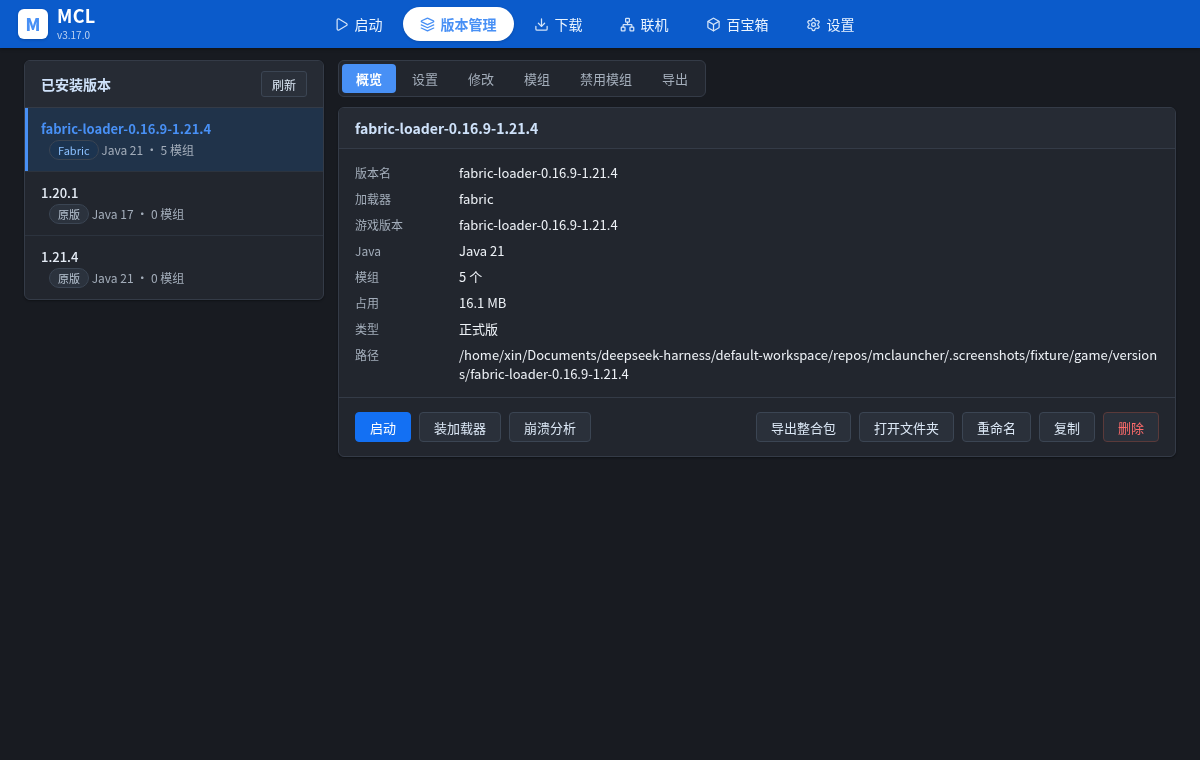 M
MCL
v3.17.0
启动
版本管理
下载
联机
百宝箱
设置
已安装版本
刷新
fabric-loader-0.16.9-1.21.4
Fabric Java 21 · 5 模组
1.20.1
原版 Java 17 · 0 模组
1.21.4
原版 Java 21 · 0 模组
概览
设置
修改
模组
禁用模组
导出
fabric-loader-0.16.9-1.21.4
版本名 fabric-loader-0.16.9-1.21.4
加载器 fabric
游戏版本 fabric-loader-0.16.9-1.21.4
Java Java 21
模组 5 个
占用 16.1 MB
类型 正式版
路径 /home/xin/Documents/deepseek-harness/default-workspace/repos/mclauncher/.screenshots/fixture/game/version
s/fabric-loader-0.16.9-1.21.4
启动
装加载器
崩溃分析
导出整合包
打开文件夹
重命名
复制
删除